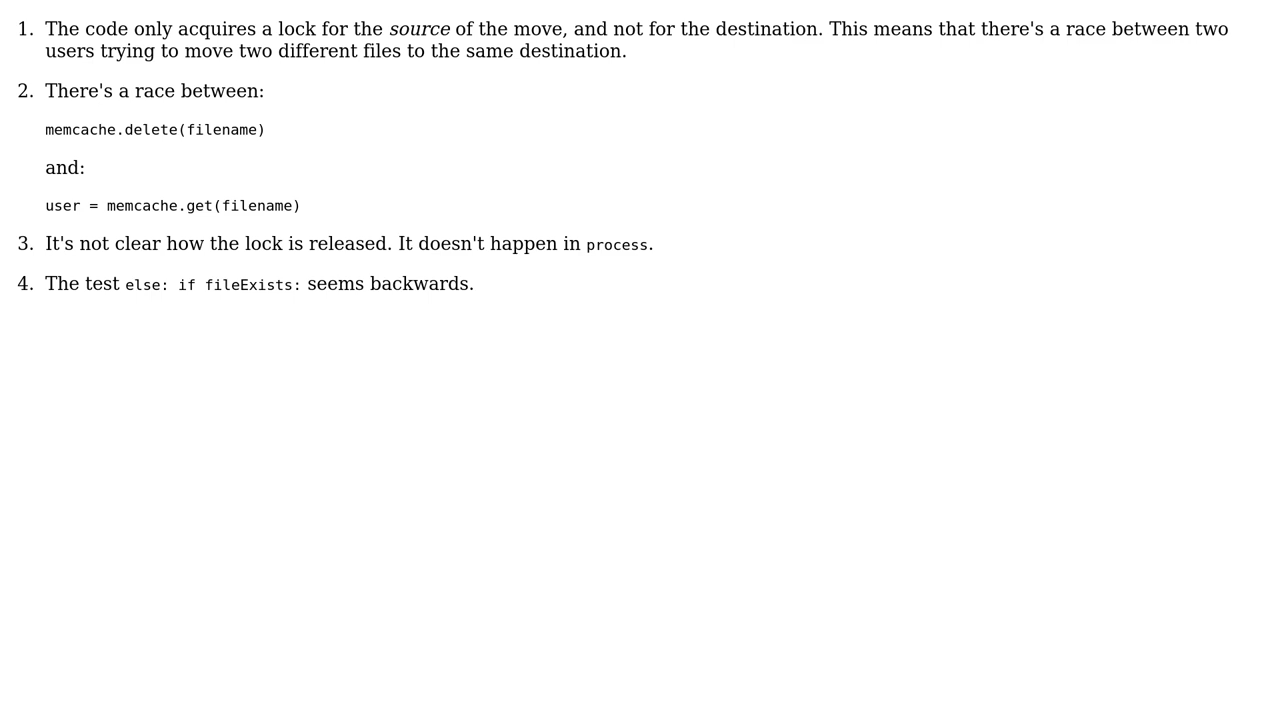 1. The code only acquires a lock for the source of the move, and not for the destination. This means that there's a race between two
users trying to move two different files to the same destination.
2. There's a race between:
memcache.delete(filename)
and:
user = memcache.get(filename)
3. It's not clear how the lock is released. It doesn't happen in process.
4. The test else: if fileExists: seems backwards.